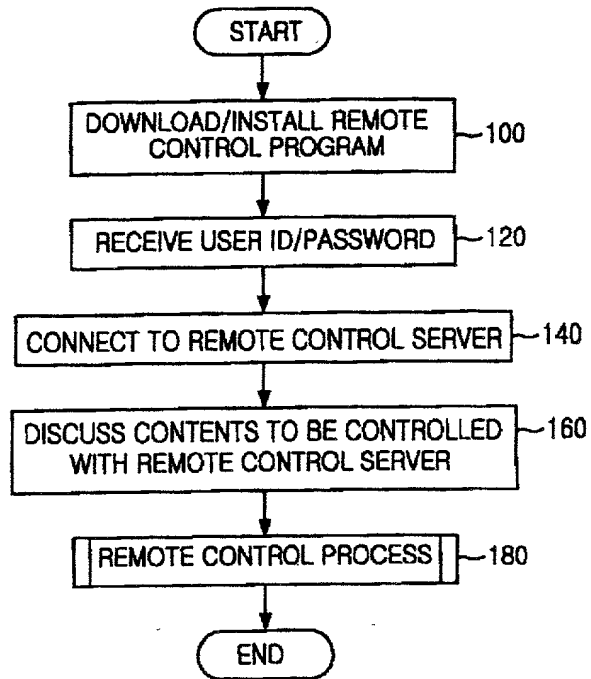 START
DOWNLOAD/INSTALL REMOTE
CONTROL PROGRAM
100
RECEIVE USER ID/PASSWORD
120
CONNECT TO REMOTE CONTROL SERVER
140
DISCUSS CONTENTS TO BE CONTROLLED
WITH REMOTE CONTROL SERVER
160
REMOTE CONTROL PROCESS
180
END